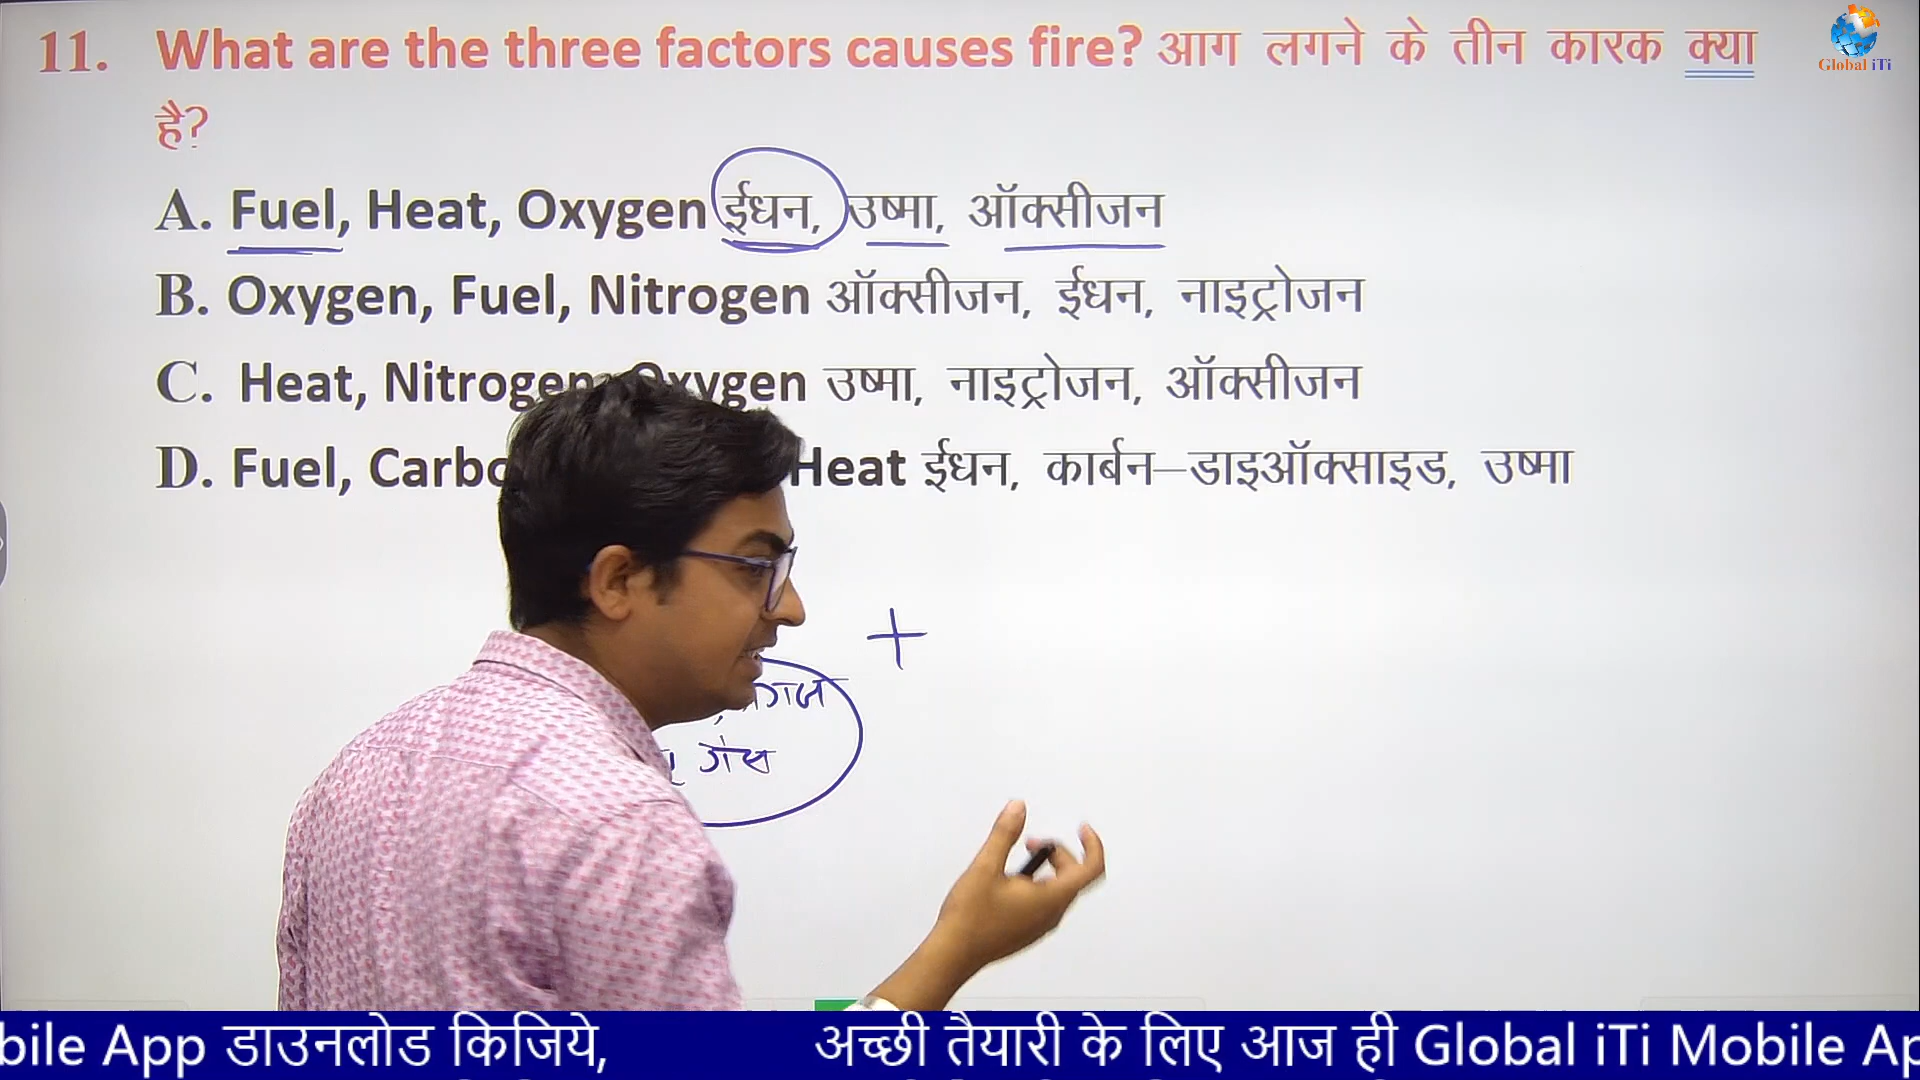 11. What are the three factors causes fire? आग लगने के तीन कारक क्या
है?
Global iTi
A. Fuel, Heat, Oxygen ईधन, उष्मा, ऑक्सीजन
B. Oxygen, Fuel, Nitrogen ऑक्सीजन, ईधन, नाइट्रोजन
C. Heat, Nitrogen, Oxygen उष्मा, नाइट्रोजन, ऑक्सीजन
D. Fuel, Carbo Heat ईधन, कार्बन–डाइऑक्साइड, उष्मा
+
गैस
bile App डाउनलोड किजिये, अच्छी तैयारी के लिए आज ही Global iTi Mobile Ap